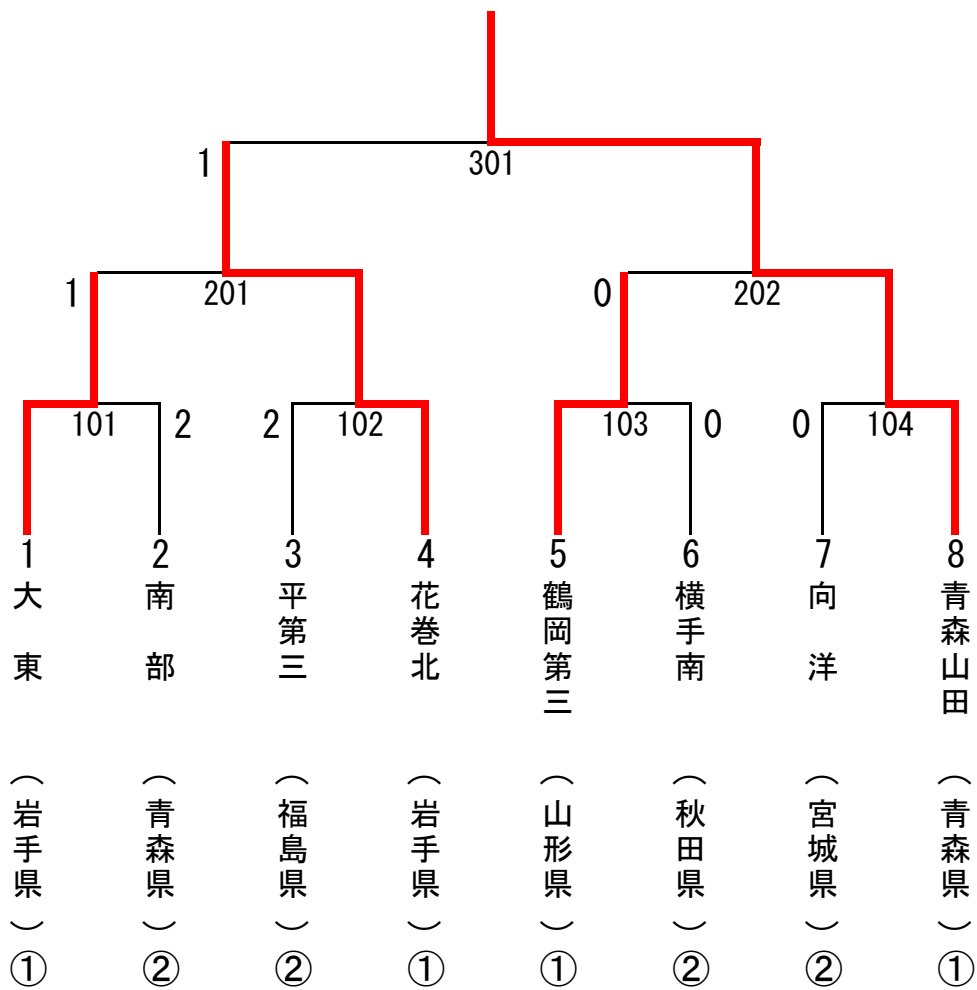 1
301
1
201
0
202
101
2
2
102
103
0
0
104
1
2
3
4
5
6
7
8
大東
南部
平第三
花巻北
鶴岡第三
横手南
向洋
青森山田
（岩手県）
（青森県）
（福島県）
（岩手県）
（山形県）
（秋田県）
（宮城県）
（青森県）
①
②
②
①
①
②
②
①